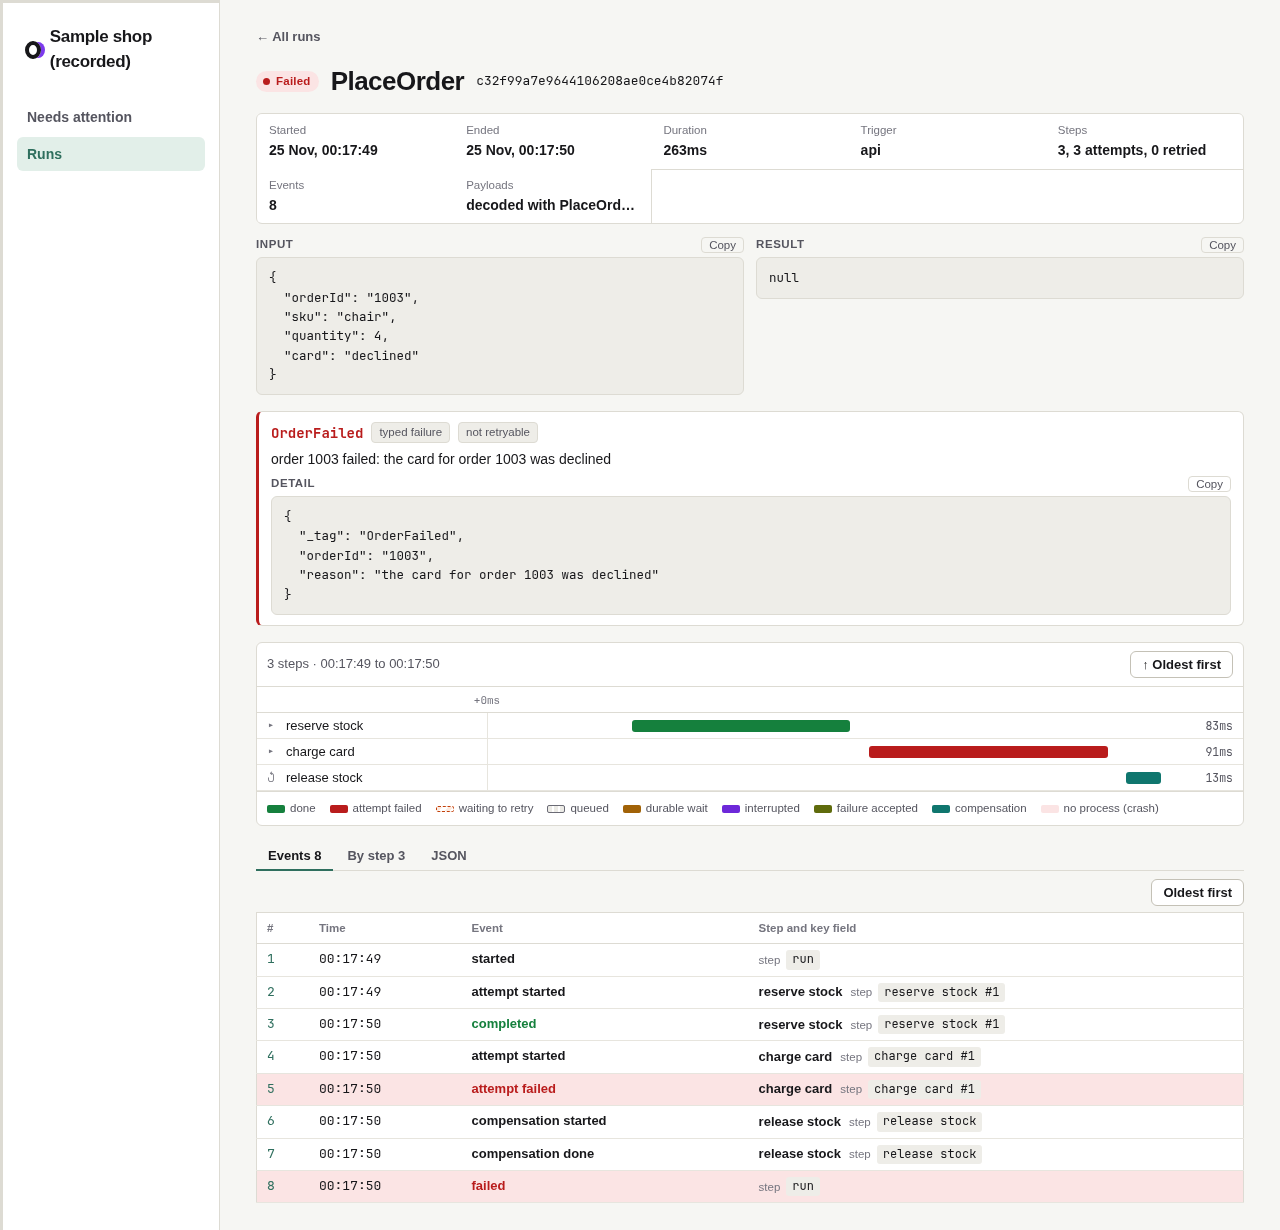 Sample shop
(recorded)
Needs attention
Runs
← All runs
Failed PlaceOrder c32f99a7e9644106208ae0ce4b82074f
Started Ended Duration Trigger Steps
25 Nov, 00:17:49 25 Nov, 00:17:50 263ms api 3, 3 attempts, 0 retried
Events Payloads
8 decoded with PlaceOrd…
INPUT Copy RESULT Copy
{
"orderId": "1003",
"sku": "chair",
"quantity": 4,
"card": "declined"
}
null
OrderFailed typed failure not retryable
order 1003 failed: the card for order 1003 was declined
DETAIL Copy
{
"_tag": "OrderFailed",
"orderId": "1003",
"reason": "the card for order 1003 was declined"
}
3 steps · 00:17:49 to 00:17:50 ↑ Oldest first
+0ms
▸ reserve stock 83ms
▸ charge card 91ms
release stock 13ms
done attempt failed waiting to retry queued durable wait interrupted failure accepted compensation no process (crash)
Events 8 By step 3 JSON
Oldest first
# Time Event Step and key field
1 00:17:49 started step run
2 00:17:49 attempt started reserve stock step reserve stock #1
3 00:17:50 completed reserve stock step reserve stock #1
4 00:17:50 attempt started charge card step charge card #1
5 00:17:50 attempt failed charge card step charge card #1
6 00:17:50 compensation started release stock step release stock
7 00:17:50 compensation done release stock step release stock
8 00:17:50 failed step run